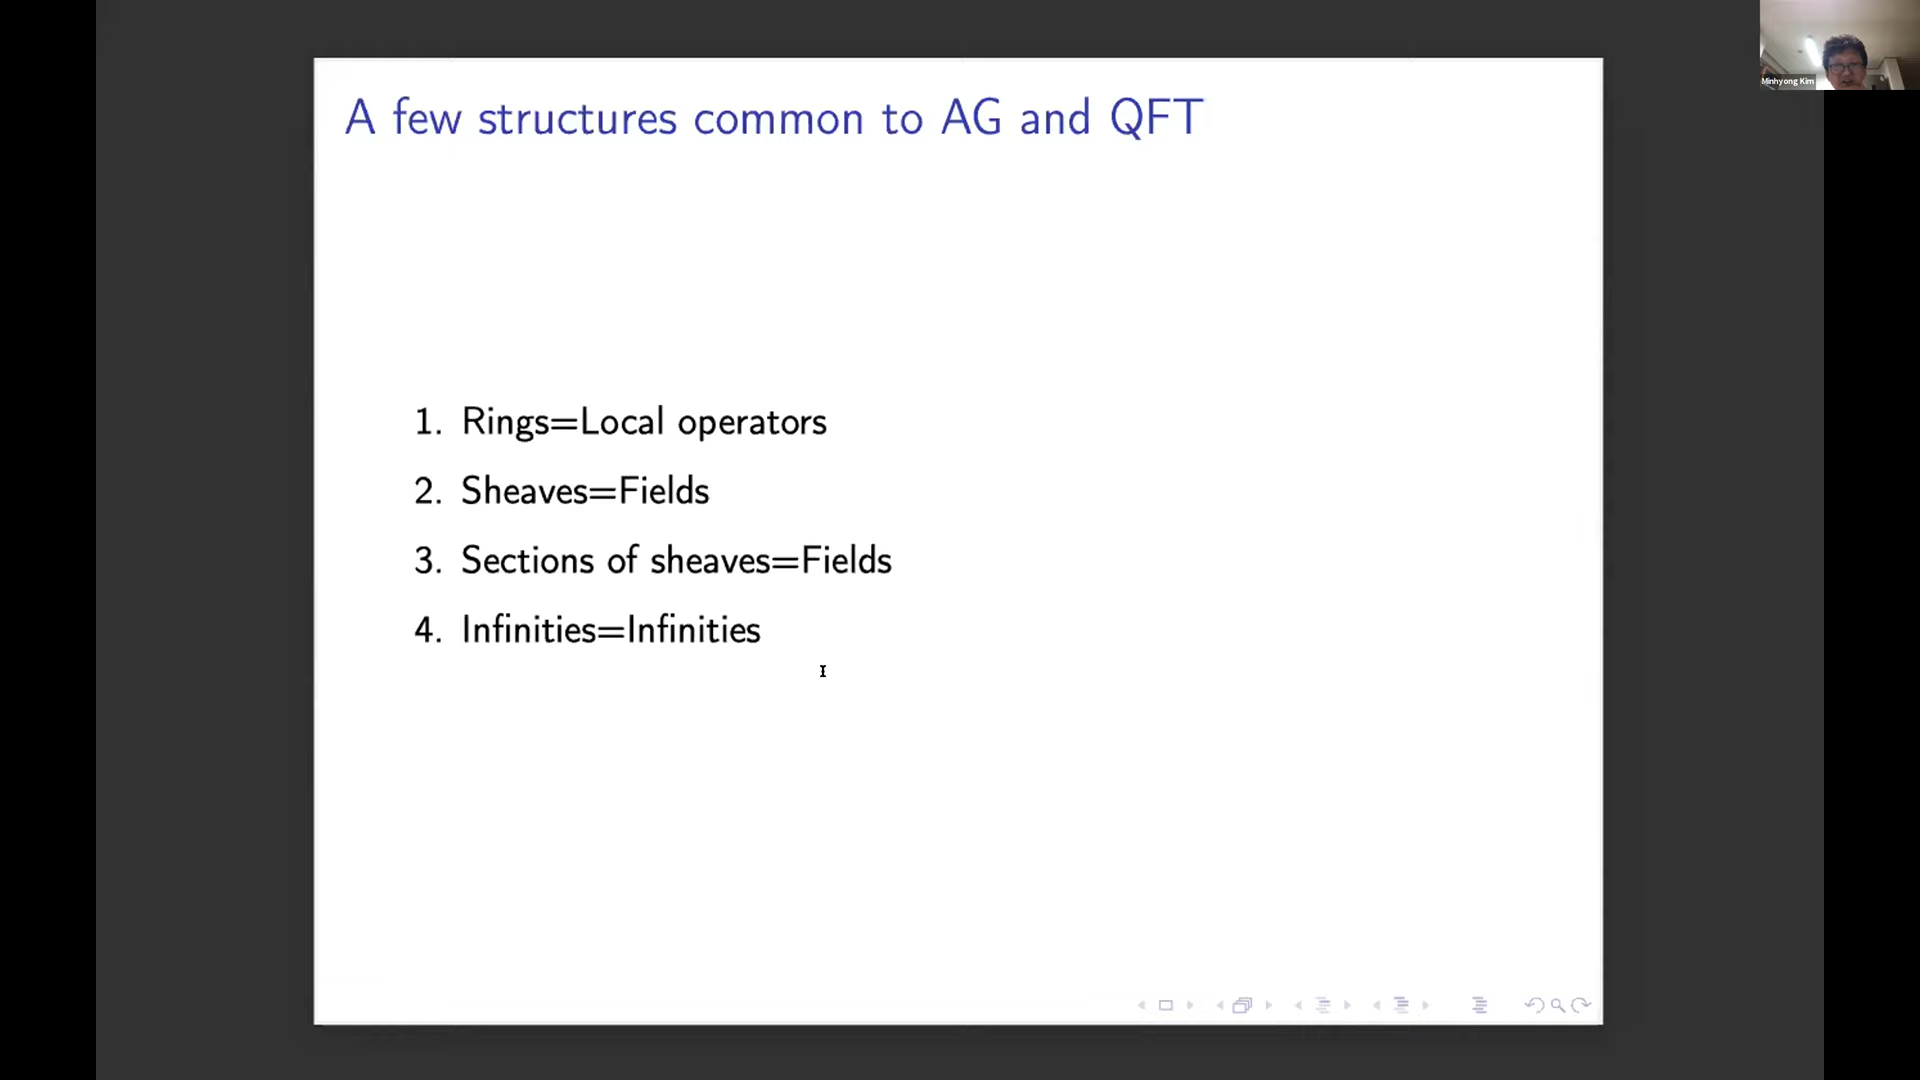 Minhyong Kim
A few structures common to AG and QFT
1. Rings=Local operators
2. Sheaves=Fields
3. Sections of sheaves=Fields
4. Infinities=Infinities